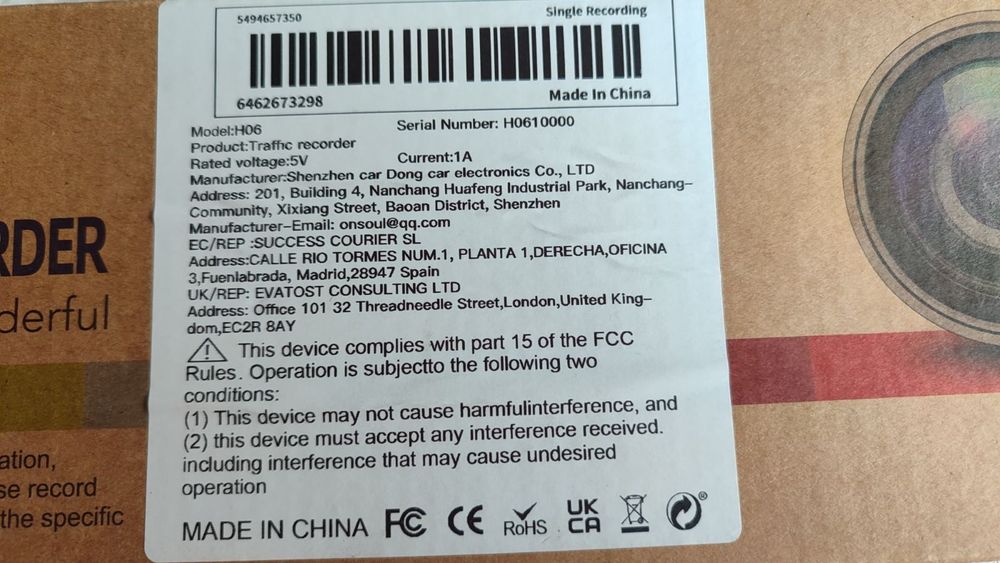 5494657350
Single Recording
6462673298
Made In China
Model:H06
Serial Number: H0610000
Product:Traffic recorder
Rated voltage:5V
Current:1A
Manufacturer:Shenzhen car Dong car electronics Co., LTD
Address: 201, Building 4, Nanchang Huafeng Industrial Park, Nanchang-
Community, Xixiang Street, Baoan District, Shenzhen
Manufacturer-Email: onsoul@qq.com
EC/REP :SUCCESS COURIER SL
Address:CALLE RIO TORMES NUM.1, PLANTA 1,DERECHA,OFICINA
3,Fuenlabrada, Madrid,28947 Spain
UK/REP: EVATOST CONSULTING LTD
Address: Office 101 32 Threadneedle Street,London,United King-
dom,EC2R 8AY
This device complies with part 15 of the FCC
Rules. Operation is subjectto the following two
conditions:
(1) This device may not cause harmfulinterference, and
(2) this device must accept any interference received.
including interference that may cause undesired
operation
MADE IN CHINA FC CE RoHS UK CA ®
RDER
derful
ation,
se record
the specific